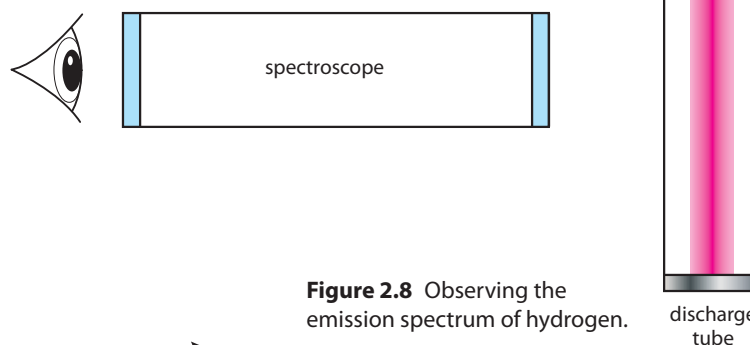 spectroscope
Figure 2.8 Observing the
emission spectrum of hydrogen.
discharge
tube